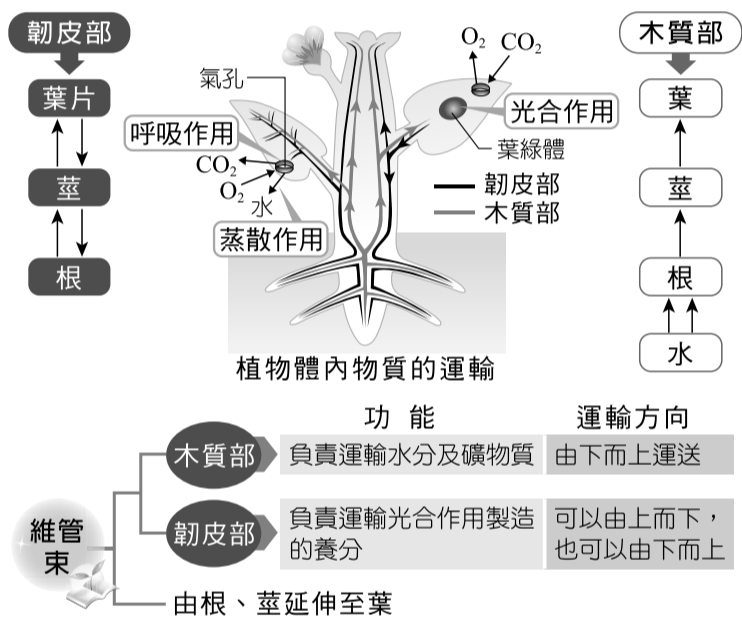 韌皮部
葉片
莖
根
氣孔
呼吸作用
CO₂
O₂
水
蒸散作用
O₂
CO₂
光合作用
葉綠體
韌皮部
木質部
植物體內物質的運輸
木質部
葉
莖
根
水
功 能
運輸方向
維管
束
木質部
負責運輸水分及礦物質
由下而上運送
韌皮部
負責運輸光合作用製造
的養分
可以由上而下，
也可以由下而上
由根、莖延伸至葉